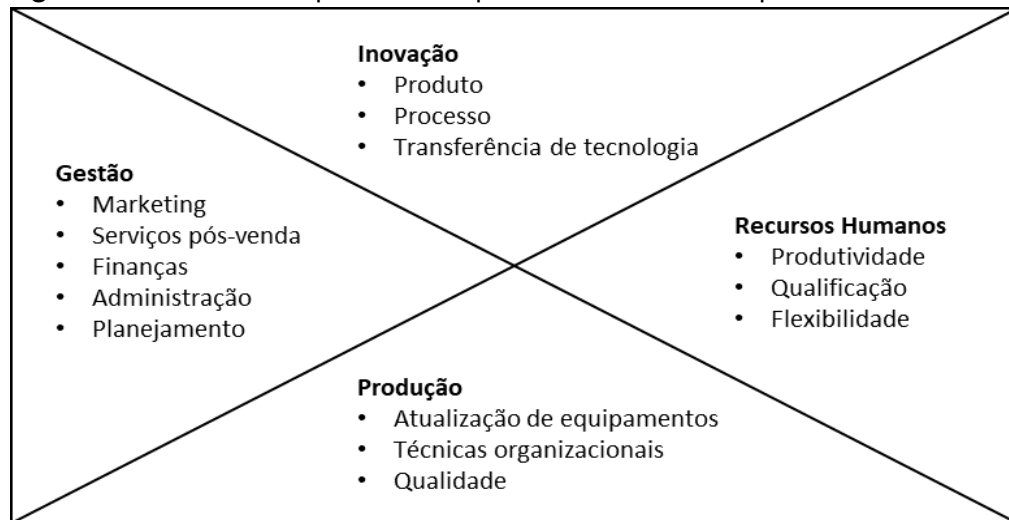 Inovação
• Produto
• Processo
• Transferência de tecnologia
Gestão
• Marketing
• Serviços pós-venda
• Finanças
• Administração
• Planejamento
Recursos Humanos
• Produtividade
• Qualificação
• Flexibilidade
Produção
• Atualização de equipamentos
• Técnicas organizacionais
• Qualidade